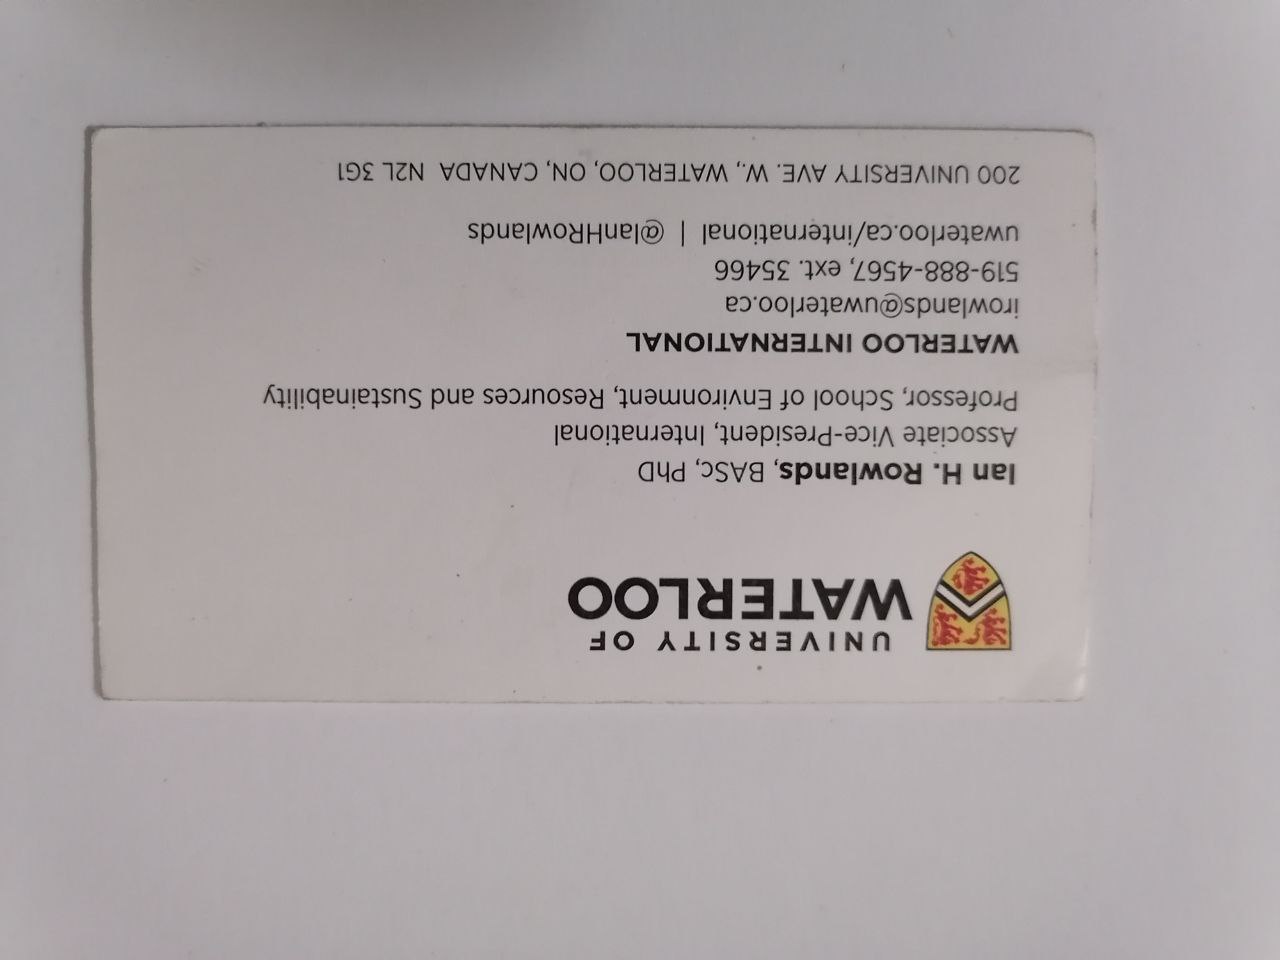 UNIVERSITY OF
WATERLOO
Ian H. Rowlands, BASc, PhD
Associate Vice-President, International
Professor, School of Environment, Resources and Sustainability
WATERLOO INTERNATIONAL
irowlands@uwaterloo.ca
519-888-4567, ext. 35466
uwaterloo.ca/international | @IanHRowlands
200 UNIVERSITY AVE. W., WATERLOO, ON, CANADA N2L 3G1